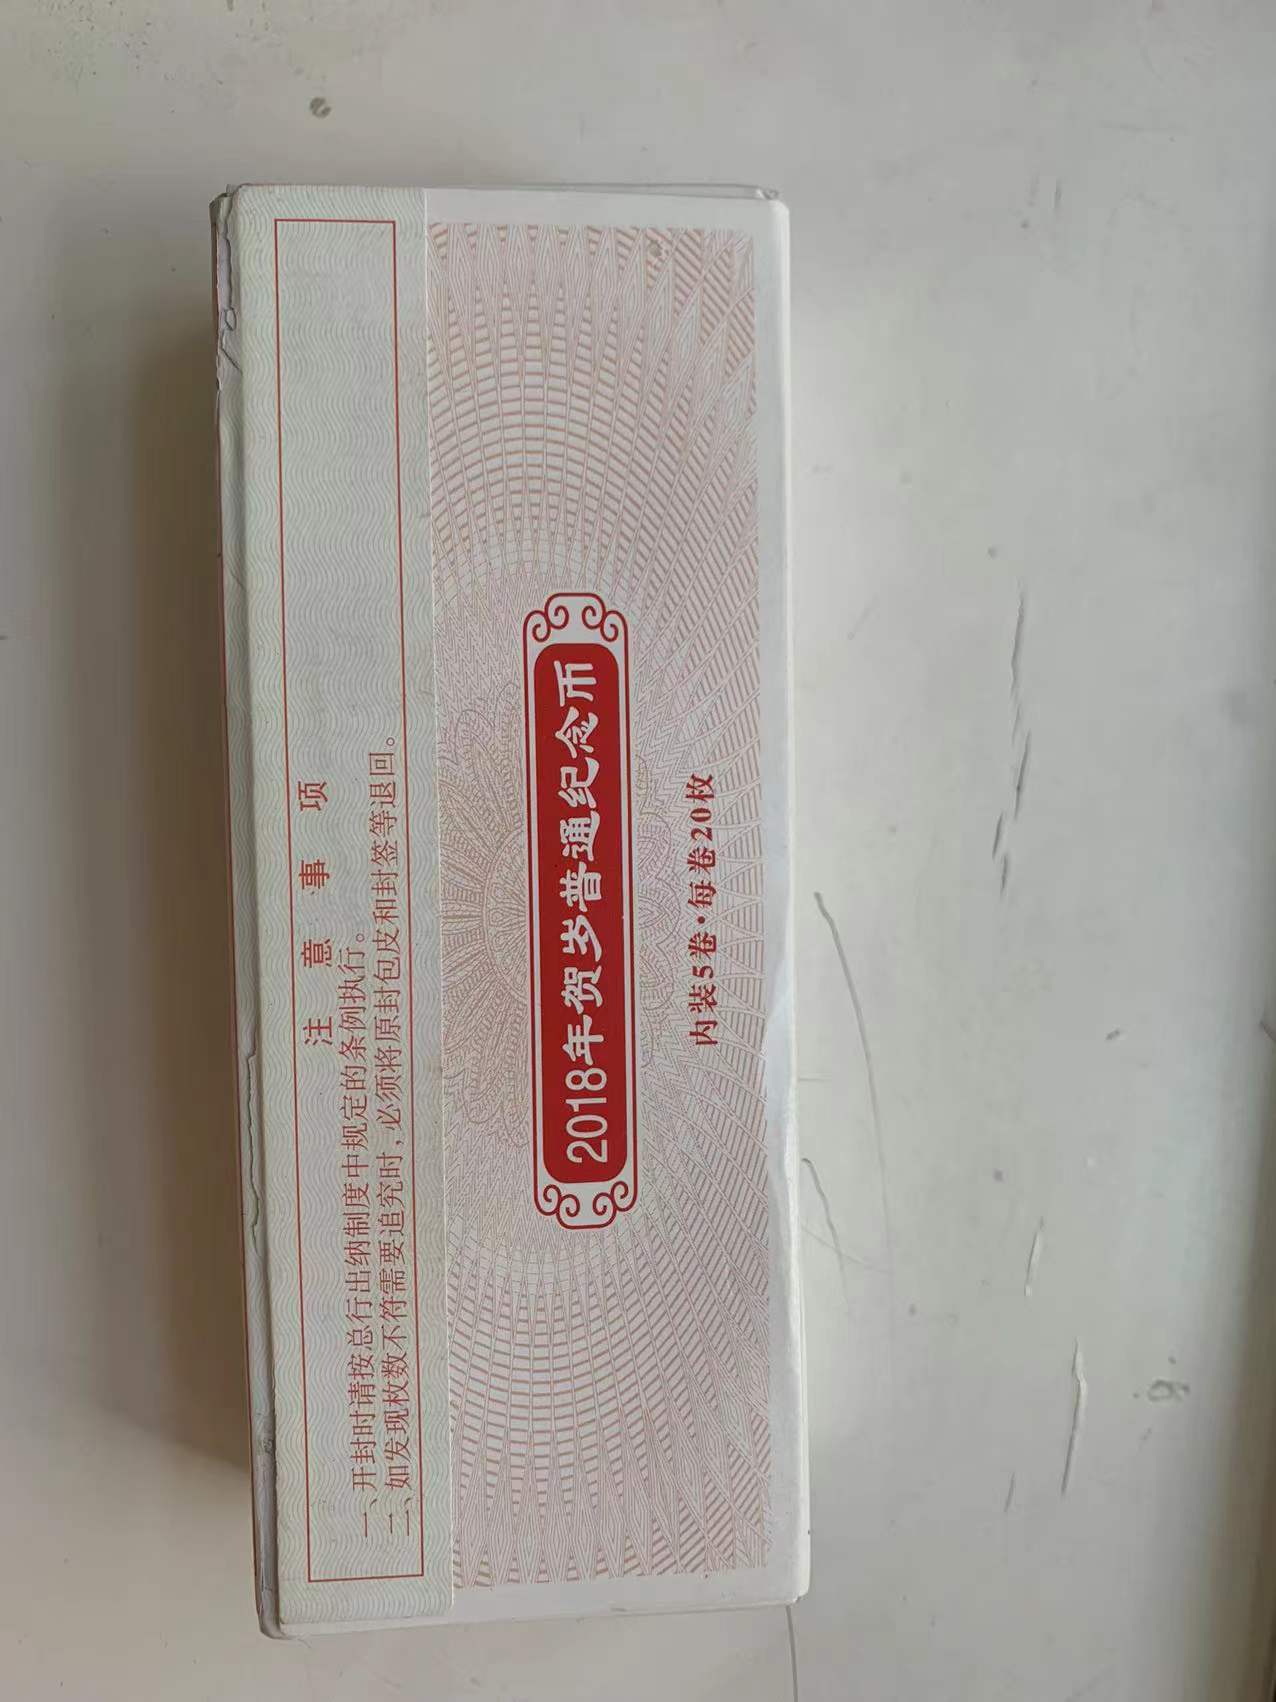 注意事项
一、开封时请按总行出纳制度中规定的条例执行。
二、如发现枚数不符需要追究时，必须将原封包皮和封签等退回。
2018年贺岁普通纪念币
内装5卷·每卷20枚